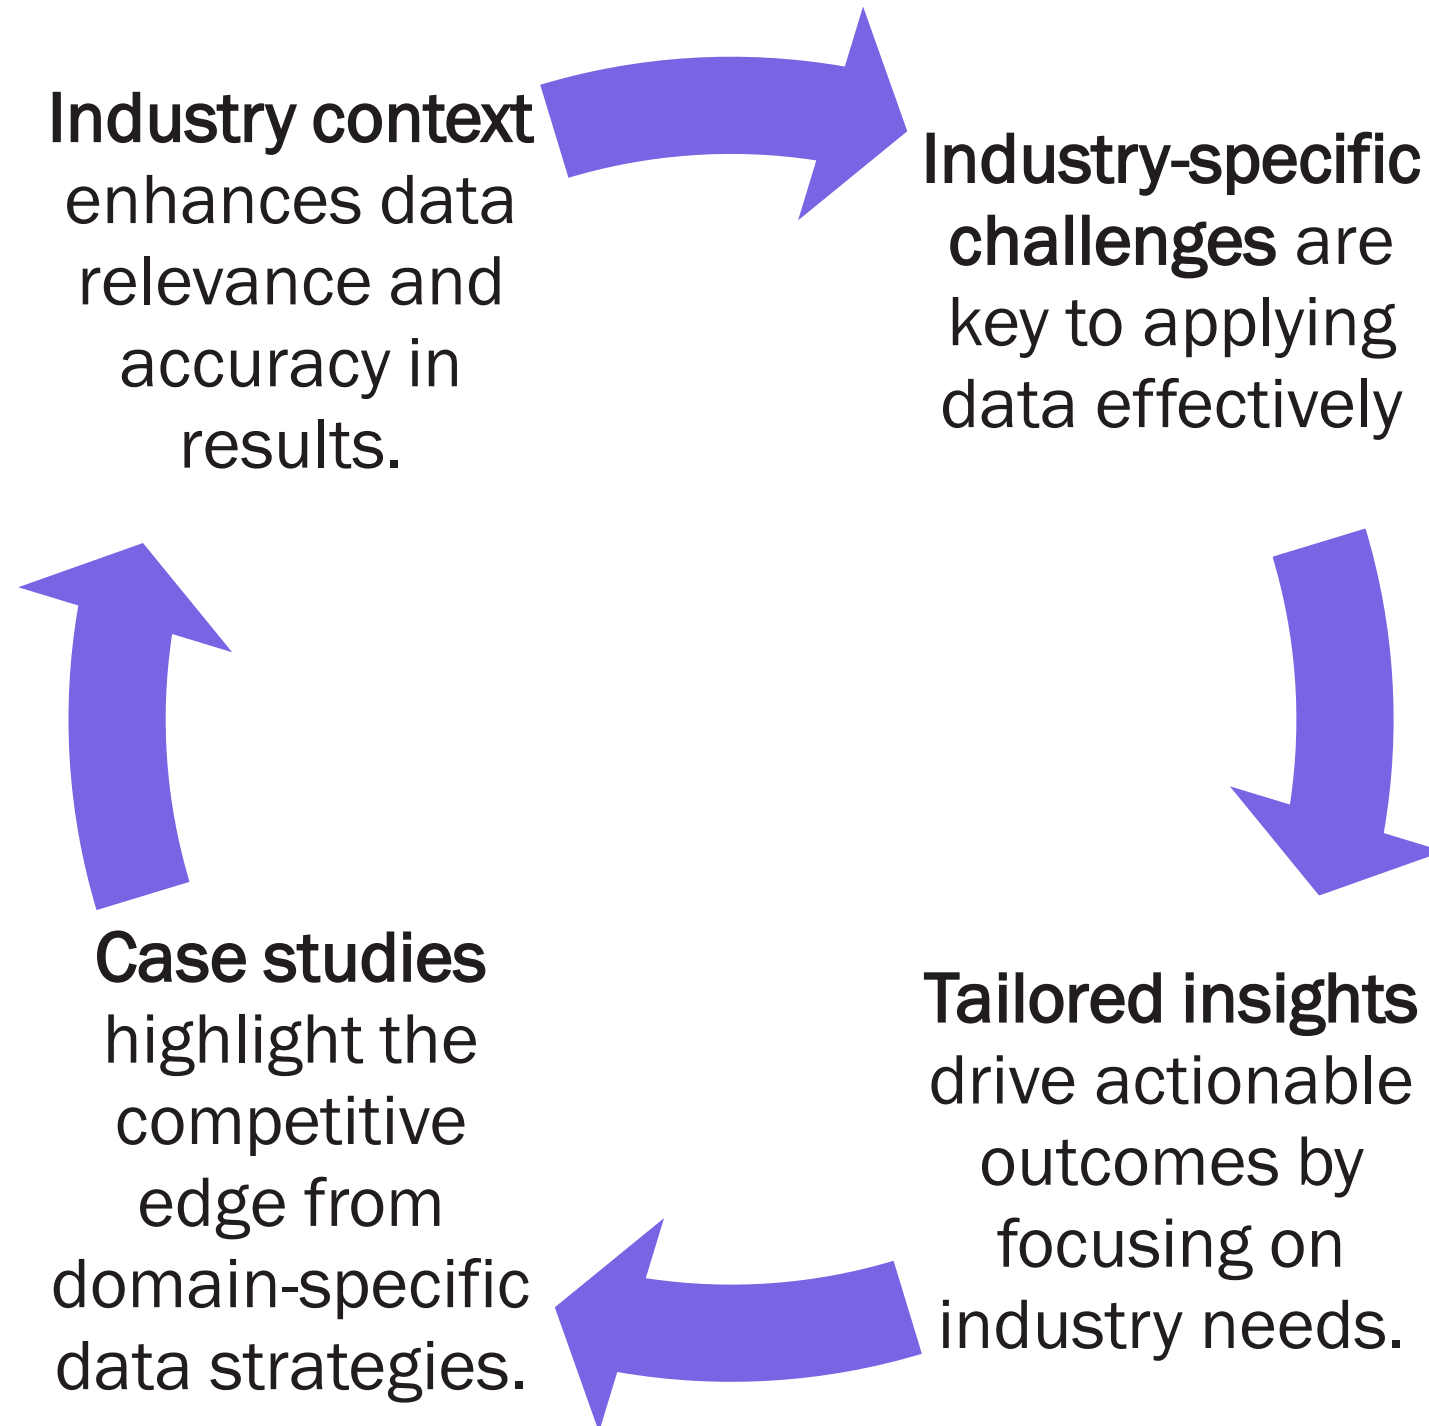 Industry context
enhances data
relevance and
accuracy in
results.
Industry-specific
challenges are
key to applying
data effectively
Tailored insights
drive actionable
outcomes by
focusing on
industry needs.
Case studies
highlight the
competitive
edge from
domain-specific
data strategies.